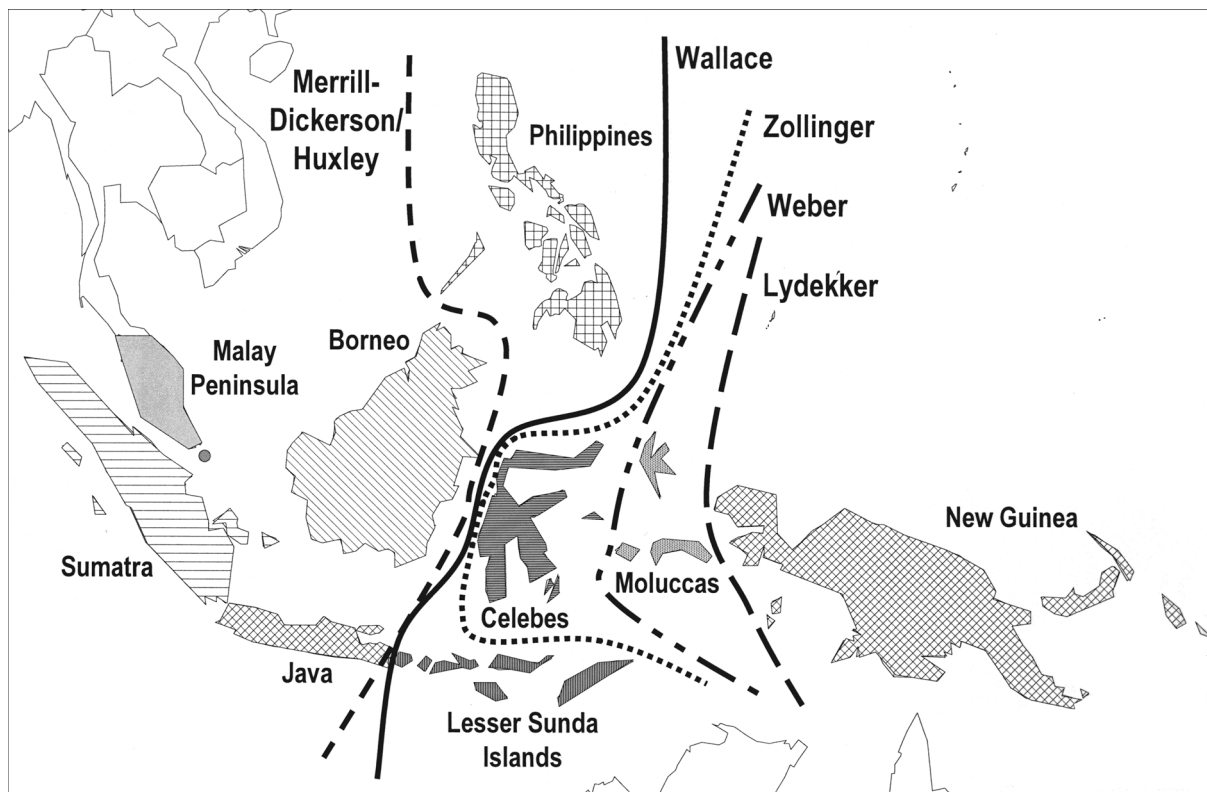 Wallace
Merrill-
Dickerson/
Huxley
Philippines
Zollinger
Weber
Lydekker
Borneo
Malay
Peninsula
New Guinea
Sumatra
Moluccas
Celebes
Java
Lesser Sunda
Islands